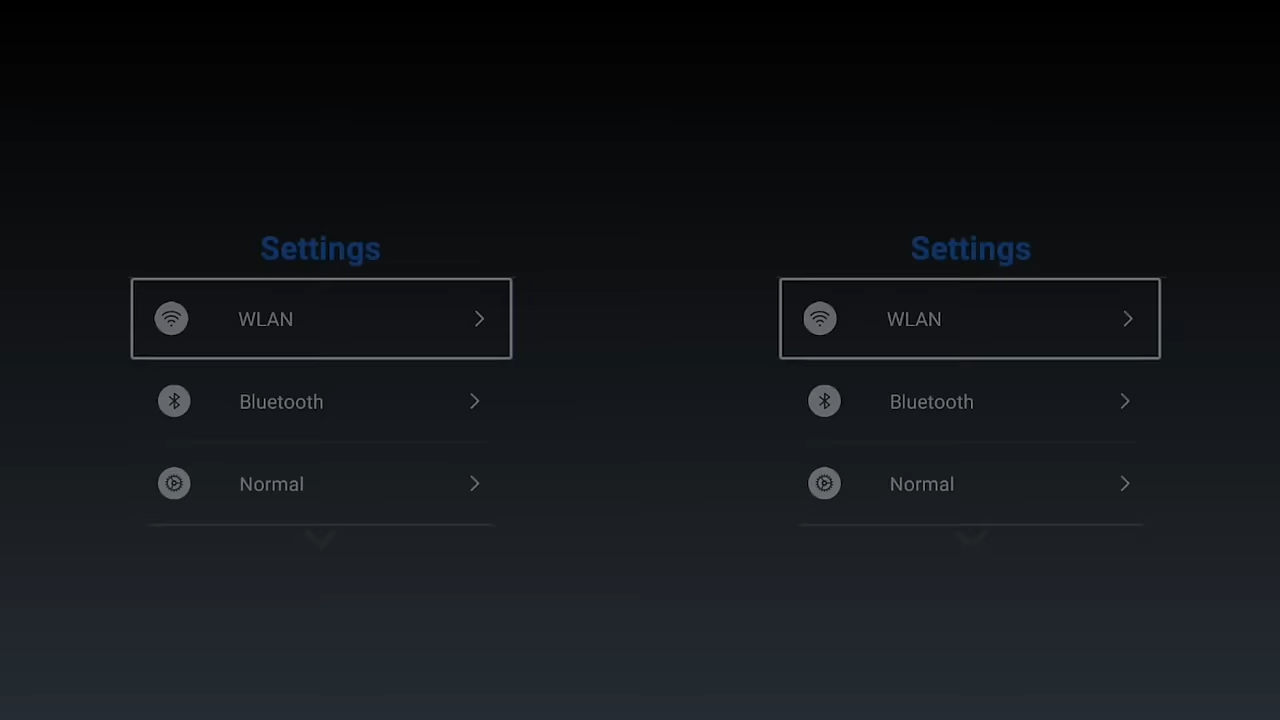 Settings
WLAN
Bluetooth
Normal
Settings
WLAN
Bluetooth
Normal